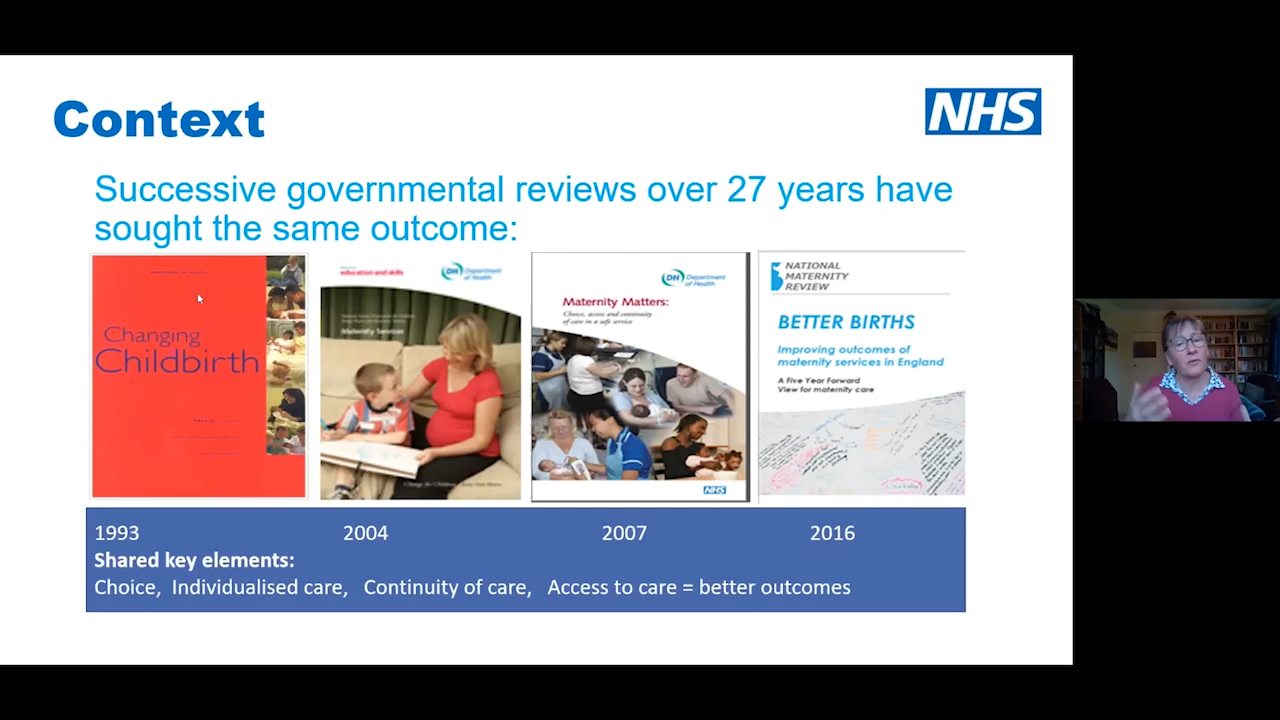 Context
NHS
Successive governmental reviews over 27 years have
sought the same outcome:
Changing
Childbirth
education and skills
DH Department
of Health
Maternity Services
DH Department
of Health
Maternity Matters:
Choice, access and continuity
of care in a safe service
NHS
NATIONAL
MATERNITY
REVIEW
BETTER BIRTHS
Improving outcomes of
maternity services in England
A Five Year Forward
View for maternity care
1993 2004 2007 2016
Shared key elements:
Choice, Individualised care, Continuity of care, Access to care = better outcomes